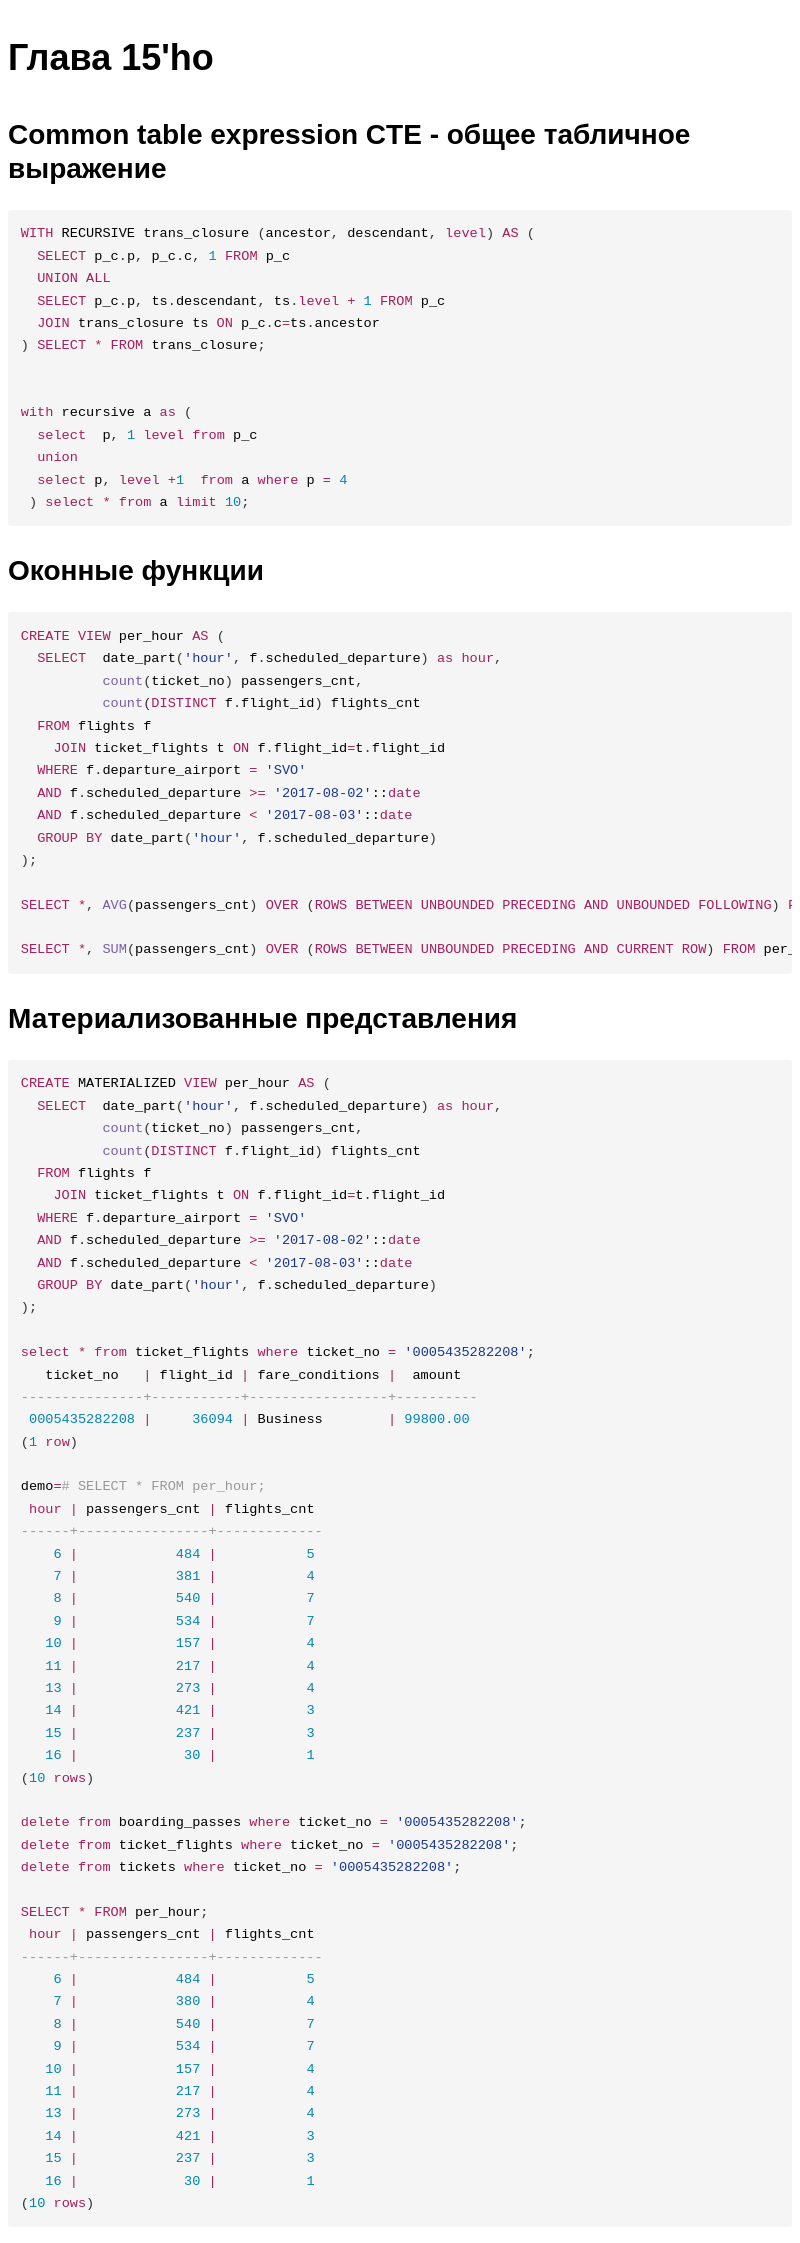 Глава 15'ho
Common table expression CTE - общее табличное
выражение
WITH RECURSIVE trans_closure (ancestor, descendant, level) AS (
  SELECT p_c.p, p_c.c, 1 FROM p_c
  UNION ALL
  SELECT p_c.p, ts.descendant, ts.level + 1 FROM p_c
  JOIN trans_closure ts ON p_c.c=ts.ancestor
) SELECT * FROM trans_closure;
with recursive a as (
  select  p, 1 level from p_c
  union
  select p, level +1  from a where p = 4
 ) select * from a limit 10;
Оконные функции
CREATE VIEW per_hour AS (
  SELECT  date_part('hour', f.scheduled_departure) as hour,
          count(ticket_no) passengers_cnt,
          count(DISTINCT f.flight_id) flights_cnt
  FROM flights f
    JOIN ticket_flights t ON f.flight_id=t.flight_id
  WHERE f.departure_airport = 'SVO'
  AND f.scheduled_departure >= '2017-08-02'::date
  AND f.scheduled_departure < '2017-08-03'::date
  GROUP BY date_part('hour', f.scheduled_departure)
);
SELECT *, AVG(passengers_cnt) OVER (ROWS BETWEEN UNBOUNDED PRECEDING AND UNBOUNDED FOLLOWING)
SELECT *, SUM(passengers_cnt) OVER (ROWS BETWEEN UNBOUNDED PRECEDING AND CURRENT ROW) FROM per_
Материализованные представления
CREATE MATERIALIZED VIEW per_hour AS (
  SELECT  date_part('hour', f.scheduled_departure) as hour,
          count(ticket_no) passengers_cnt,
          count(DISTINCT f.flight_id) flights_cnt
  FROM flights f
    JOIN ticket_flights t ON f.flight_id=t.flight_id
  WHERE f.departure_airport = 'SVO'
  AND f.scheduled_departure >= '2017-08-02'::date
  AND f.scheduled_departure < '2017-08-03'::date
  GROUP BY date_part('hour', f.scheduled_departure)
);
select * from ticket_flights where ticket_no = '0005435282208';
   ticket_no   | flight_id | fare_conditions |  amount
---------------+-----------+-----------------+----------
 0005435282208 |     36094 | Business        | 99800.00
(1 row)
demo=# SELECT * FROM per_hour;
 hour | passengers_cnt | flights_cnt
------+----------------+-------------
    6 |            484 |           5
    7 |            381 |           4
    8 |            540 |           7
    9 |            534 |           7
   10 |            157 |           4
   11 |            217 |           4
   13 |            273 |           4
   14 |            421 |           3
   15 |            237 |           3
   16 |             30 |           1
(10 rows)
delete from boarding_passes where ticket_no = '0005435282208';
delete from ticket_flights where ticket_no = '0005435282208';
delete from tickets where ticket_no = '0005435282208';
SELECT * FROM per_hour;
 hour | passengers_cnt | flights_cnt
------+----------------+-------------
    6 |            484 |           5
    7 |            380 |           4
    8 |            540 |           7
    9 |            534 |           7
   10 |            157 |           4
   11 |            217 |           4
   13 |            273 |           4
   14 |            421 |           3
   15 |            237 |           3
   16 |             30 |           1
(10 rows)